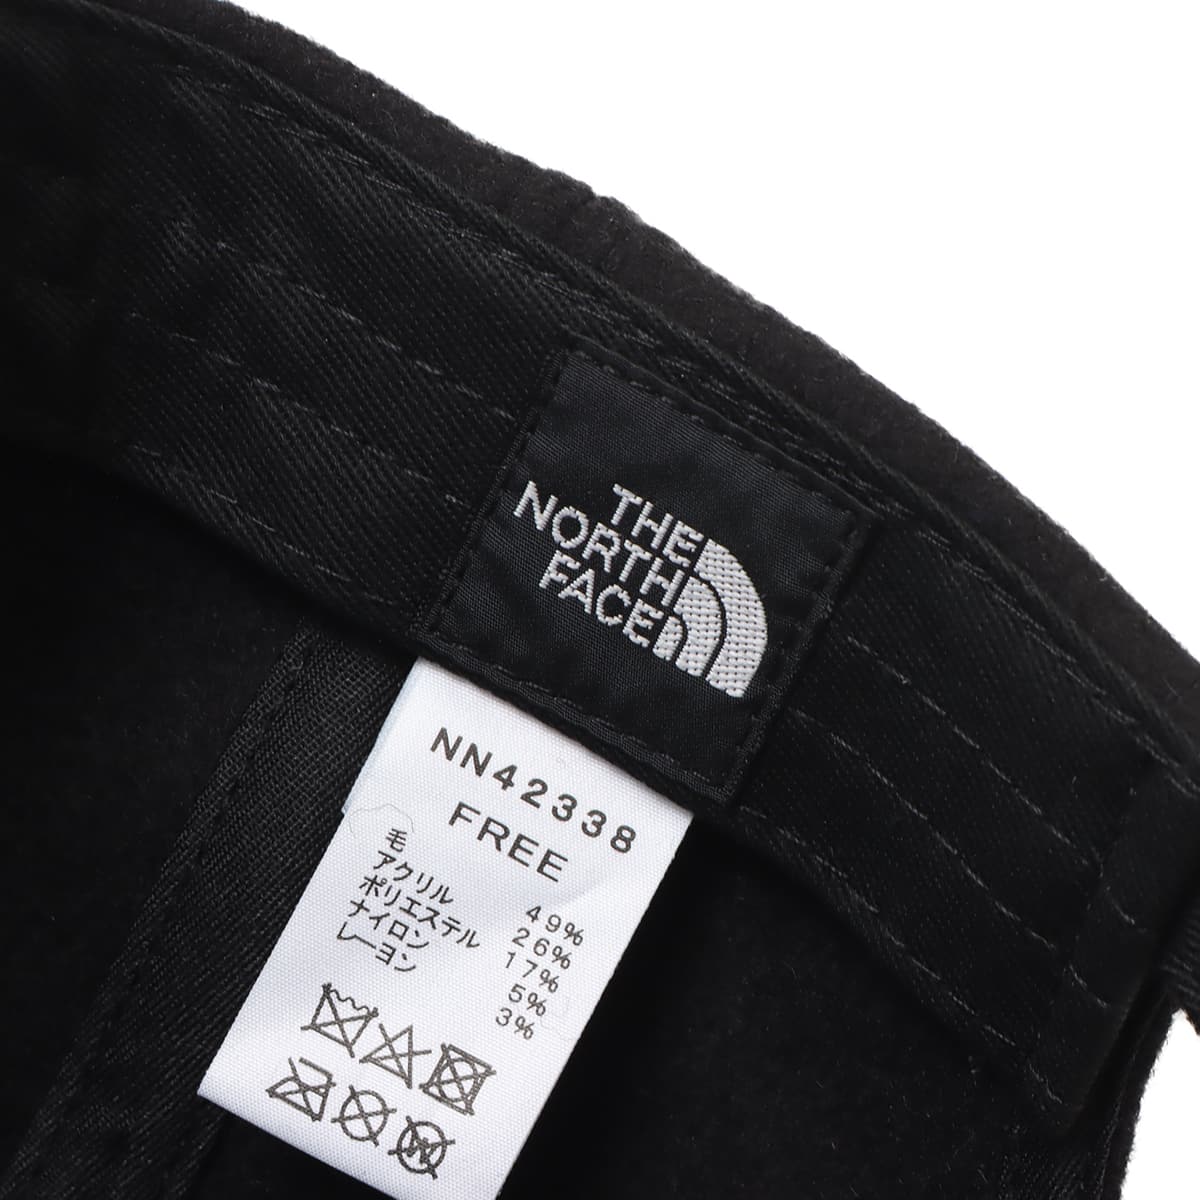 THE
NORTH
FACE
NN42338
FREE
毛 49%
アクリル 26%
ポリエステル 17%
ナイロン 5%
レーヨン 3%
W